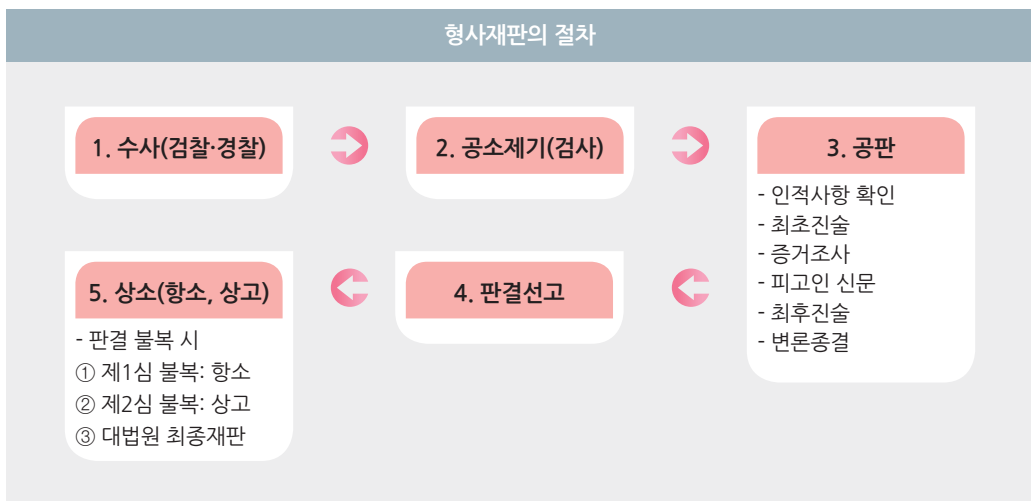 형사재판의 절차
1. 수사(검찰·경찰)
2. 공소제기(검사)
3. 공판
- 인적사항 확인
- 최초진술
- 증거조사
- 피고인 신문
- 최후진술
- 변론종결
4. 판결선고
5. 상소(항소, 상고)
- 판결 불복 시
① 제1심 불복: 항소
② 제2심 불복: 상고
③ 대법원 최종재판